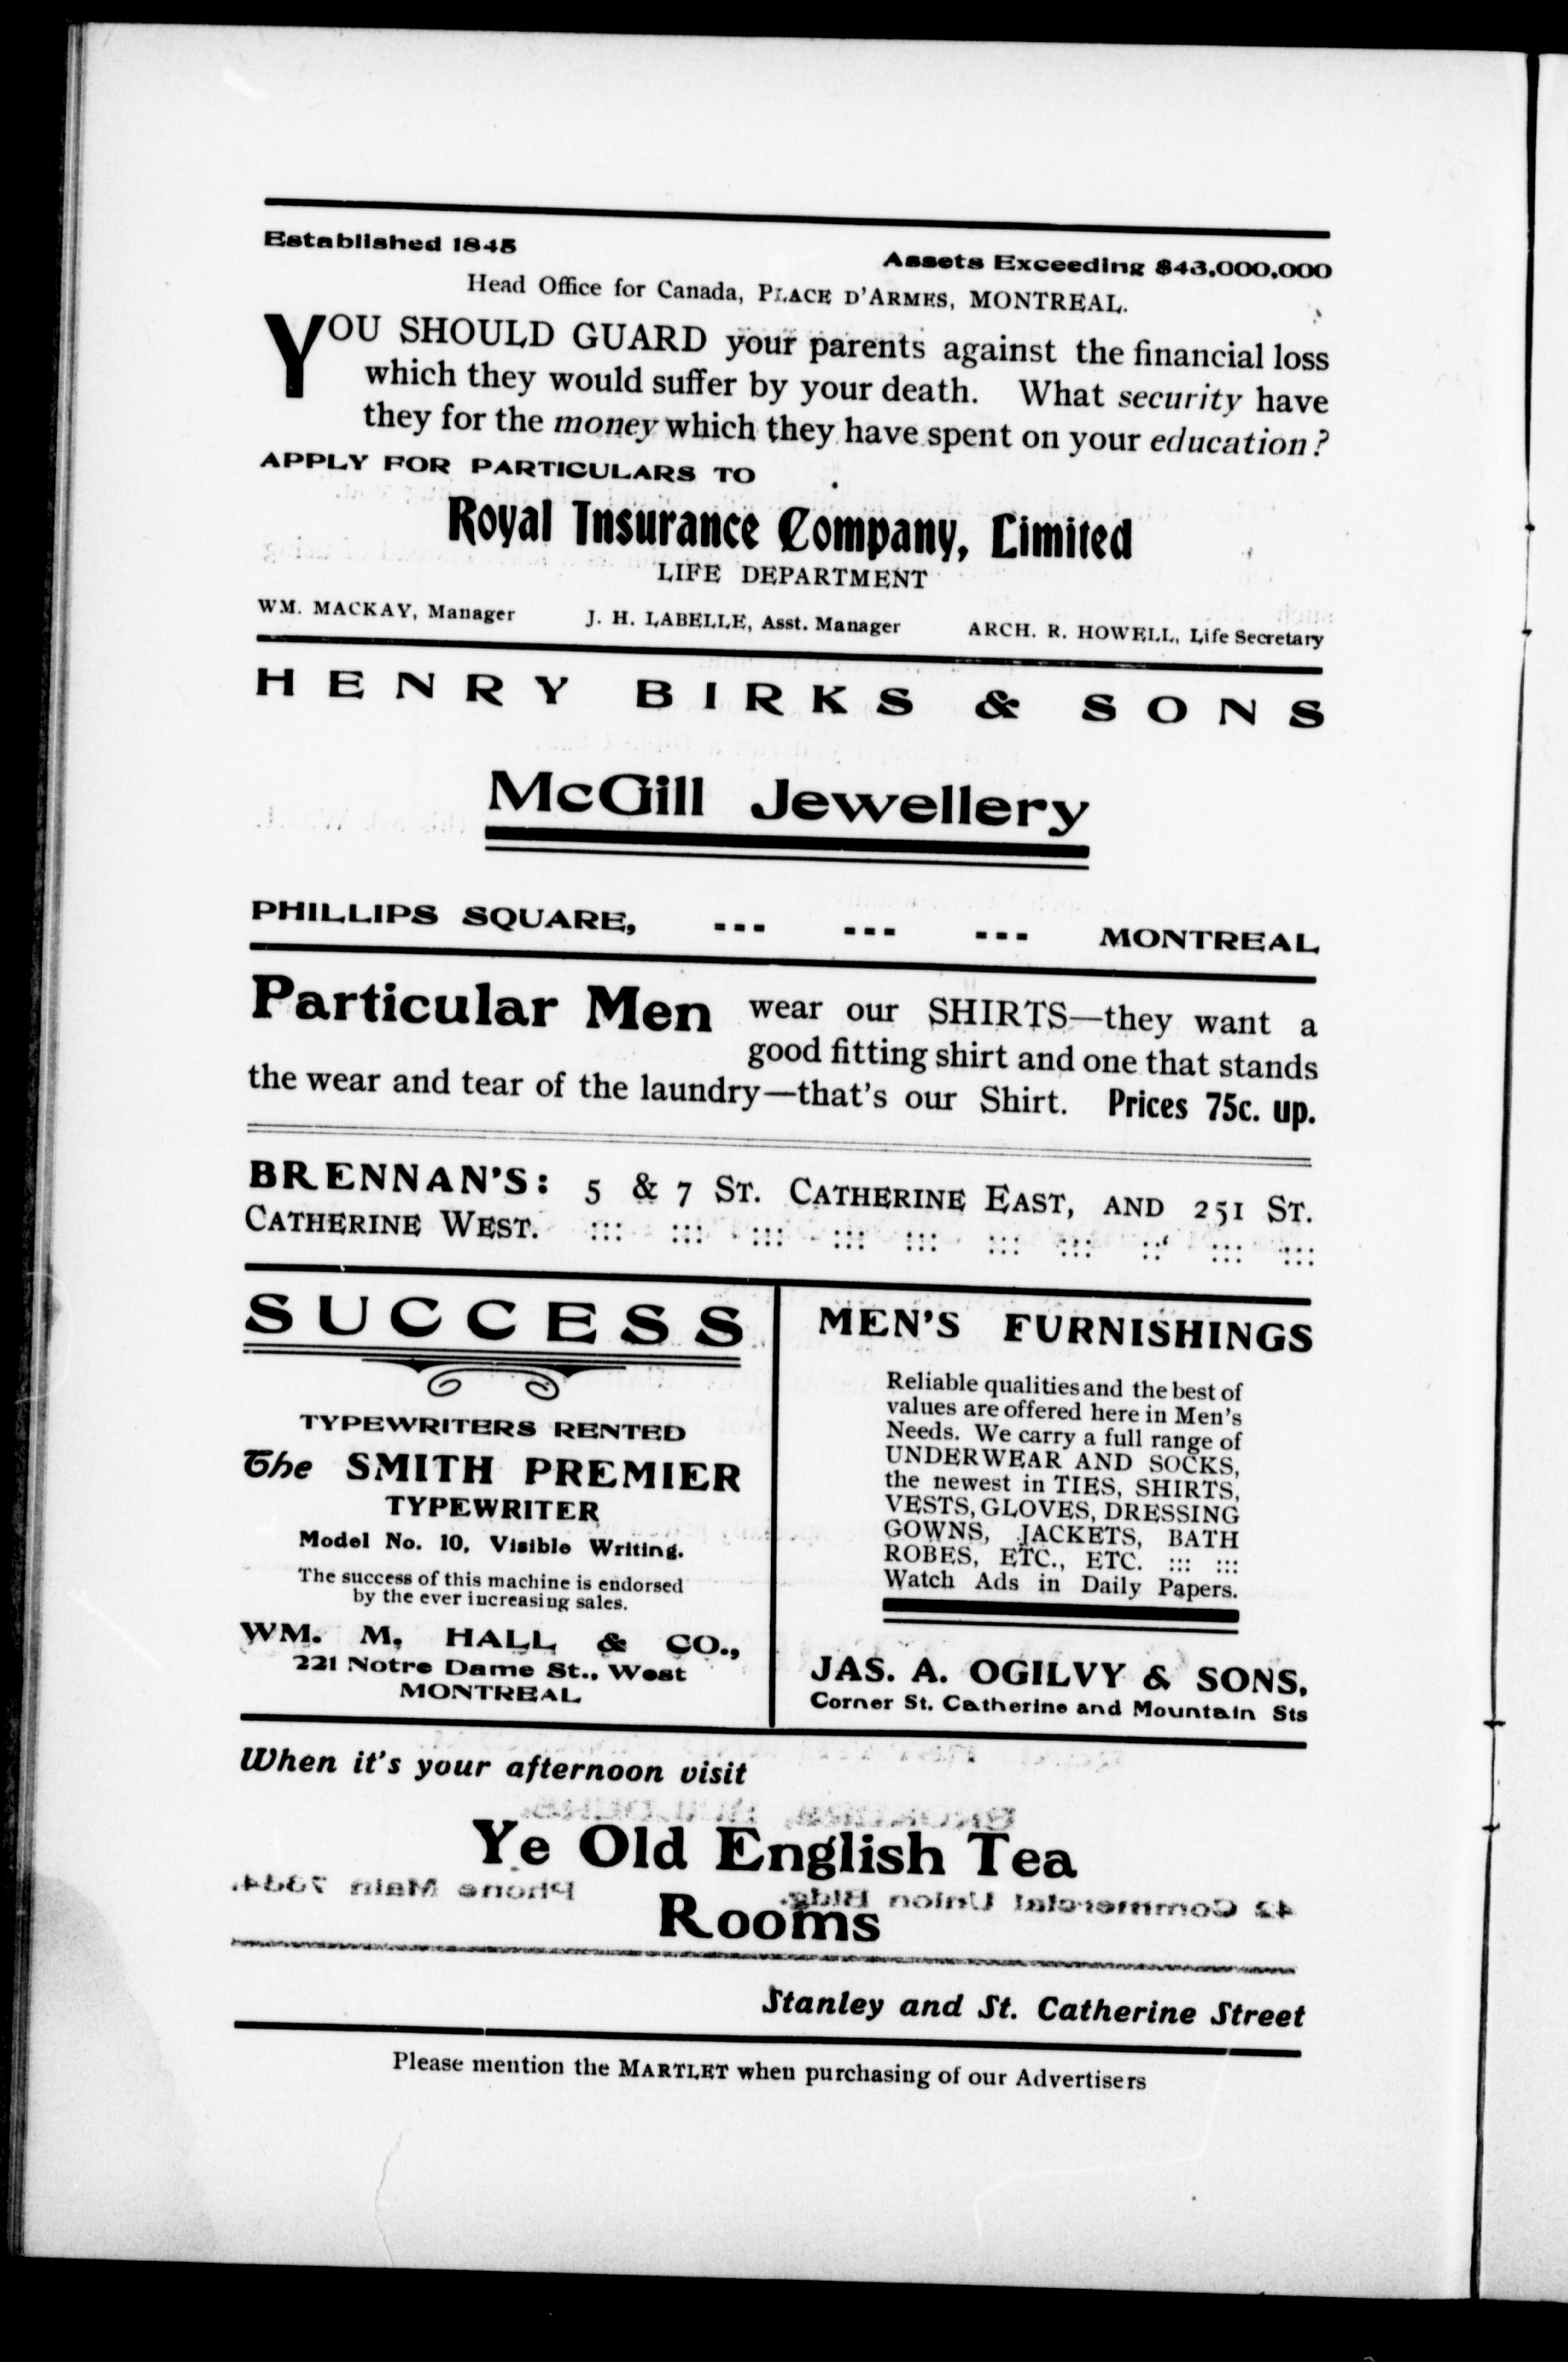 Established 1845
Assets Exceeding $43,000,000
Head Office for Canada, PLACE D'ARMES, MONTREAL.
YOU SHOULD GUARD your parents against the financial loss
which they would suffer by your death. What security have
they for the money which they have spent on your education?
APPLY FOR PARTICULARS TO
Royal Insurance Company, Limited
LIFE DEPARTMENT
WM. MACKAY, Manager J. H. LABELLE, Asst. Manager ARCH. R. HOWELL, Life Secretary
HENRY BIRKS & SONS
McGill Jewellery
PHILLIPS SQUARE, --- --- --- MONTREAL
Particular Men wear our SHIRTS—they want a
good fitting shirt and one that stands
the wear and tear of the laundry—that's our Shirt. Prices 75c. up.
BRENNAN'S: 5 & 7 ST. CATHERINE EAST, AND 251 ST.
CATHERINE WEST. ::: ::: ::: ::: ::: ::: ::: ::' ::: :::
SUCCESS
TYPEWRITERS RENTED
The SMITH PREMIER
TYPEWRITER
Model No. 10, Visible Writing.
The success of this machine is endorsed
by the ever increasing sales.
WM. M. HALL & CO.,
221 Notre Dame St., West
MONTREAL
MEN'S FURNISHINGS
Reliable qualities and the best of
values are offered here in Men's
Needs. We carry a full range of
UNDERWEAR AND SOCKS,
the newest in TIES, SHIRTS,
VESTS, GLOVES, DRESSING
GOWNS, JACKETS, BATH
ROBES, ETC., ETC. ::: :::
Watch Ads in Daily Papers.
JAS. A. OGILVY & SONS,
Corner St. Catherine and Mountain Sts
When it's your afternoon visit
Ye Old English Tea
Rooms
42 Commercial Union Bldg. Phone Main
Stanley and St. Catherine Street
Please mention the MARTLET when purchasing of our Advertisers